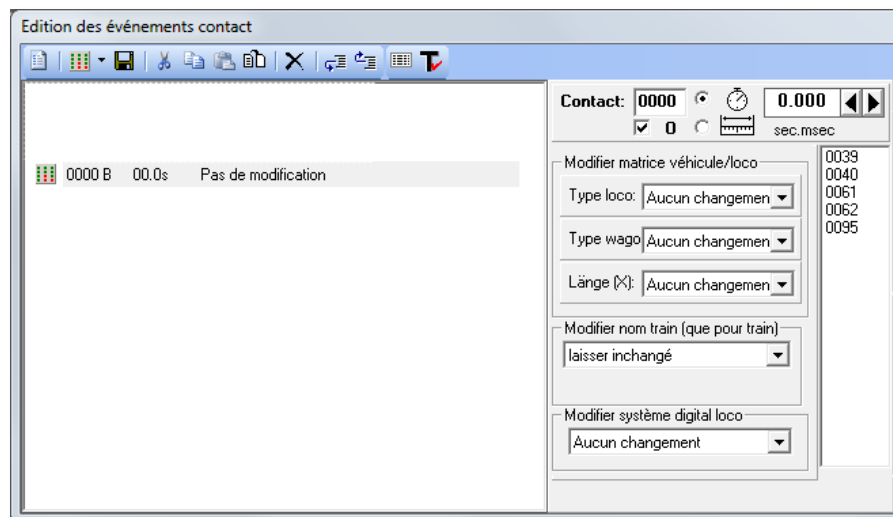 Edition des événements contact
Contact: 0000 0.000
0 sec.msec
0000 B 00.0s Pas de modification
Modifier matrice véhicule/loco
Type loco: Aucun changemen
Type wago Aucun changemen
Länge (X): Aucun changemen
Modifier nom train (que pour train)
laisser inchangé
Modifier système digital loco
Aucun changement
0039
0040
0061
0062
0095